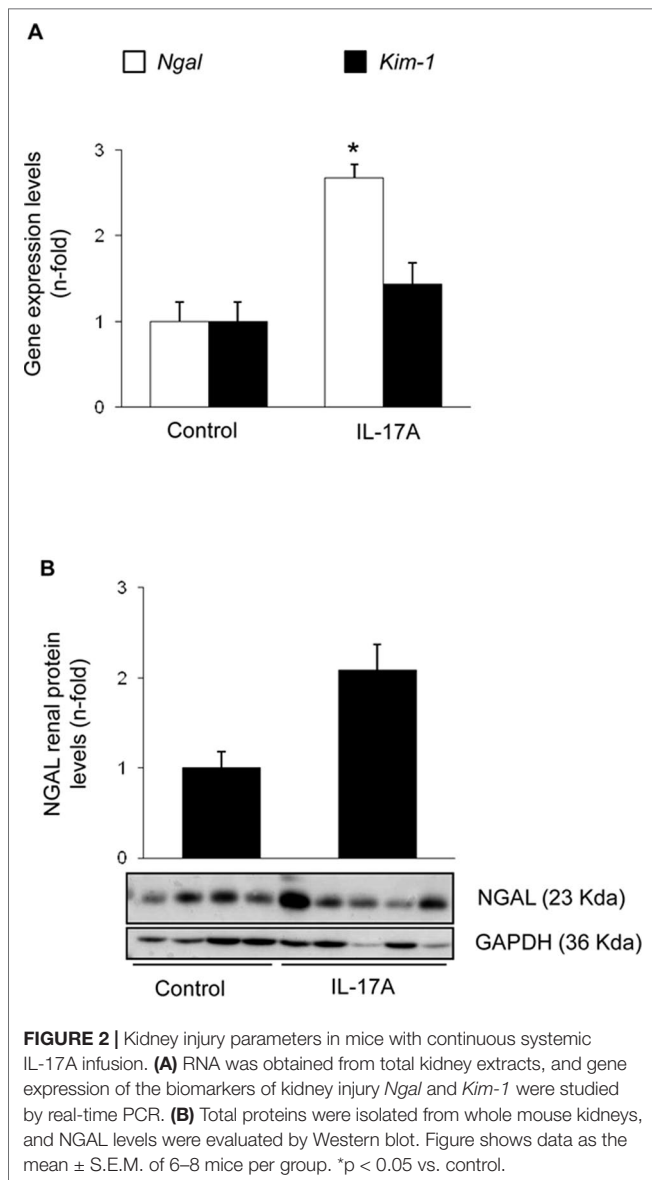 A
Ngal Kim-1
Gene expression levels
(n-fold)
3
*
2
1
0
Control IL-17A
B
NGAL renal protein
levels (n-fold)
3
2
1
0
NGAL (23 Kda)
GAPDH (36 Kda)
Control IL-17A
FIGURE 2 | Kidney injury parameters in mice with continuous systemic
IL-17A infusion. (A) RNA was obtained from total kidney extracts, and gene
expression of the biomarkers of kidney injury Ngal and Kim-1 were studied
by real-time PCR. (B) Total proteins were isolated from whole mouse kidneys,
and NGAL levels were evaluated by Western blot. Figure shows data as the
mean ± S.E.M. of 6–8 mice per group. *p < 0.05 vs. control.